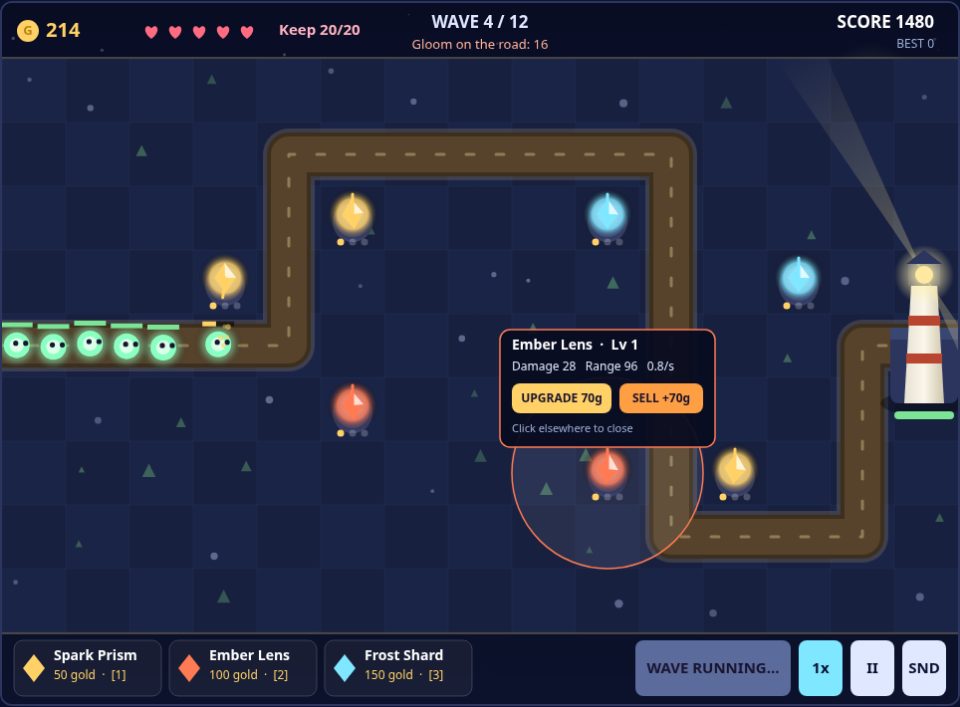 G 214
Keep 20/20
WAVE 4 / 12
Gloom on the road: 16
SCORE 1480
BEST 0
Ember Lens · Lv 1
Damage 28 Range 96 0.8/s
UPGRADE 70g SELL +70g
Click elsewhere to close
Spark Prism
50 gold · [1]
Ember Lens
100 gold · [2]
Frost Shard
150 gold · [3]
WAVE RUNNING...
1x
II
SND